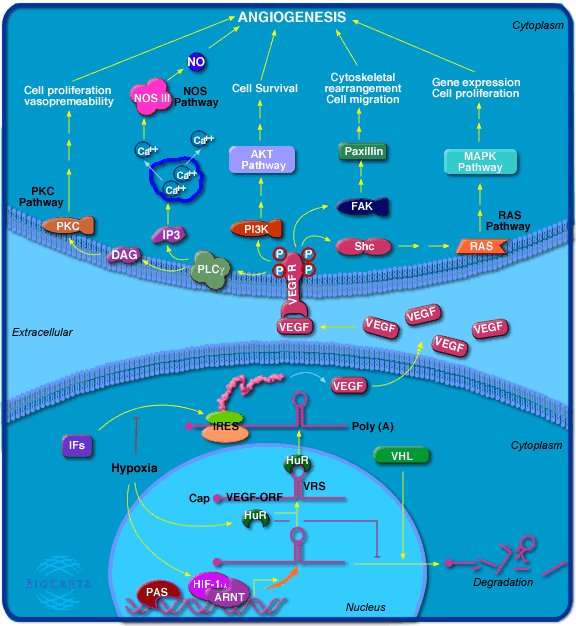 ANGIOGENESIS
Cytoplasm
NO
Cell proliferation
vasopremeability
NOS III
NOS
Pathway
Cell Survival
Cytoskeletal
rearrangement
Cell migration
Gene expression
Cell proliferation
Ca++
Ca++
Ca++
Ca++
AKT
Pathway
Paxillin
MAPK
Pathway
PKC
Pathway
FAK
RAS
Pathway
PKC
IP3
PI3K
Shc
RAS
DAG
PLCγ
P
P
P
P
VEGF R
Extracellular
VEGF
VEGF
VEGF
VEGF
VEGF
VEGF
IRES
Poly (A)
IFs
Cytoplasm
Hypoxia
HuR
VHL
VRS
Cap
VEGF-ORF
HuR
BIOCARTA
PAS
HIF-1α
ARNT
Nucleus
Degradation